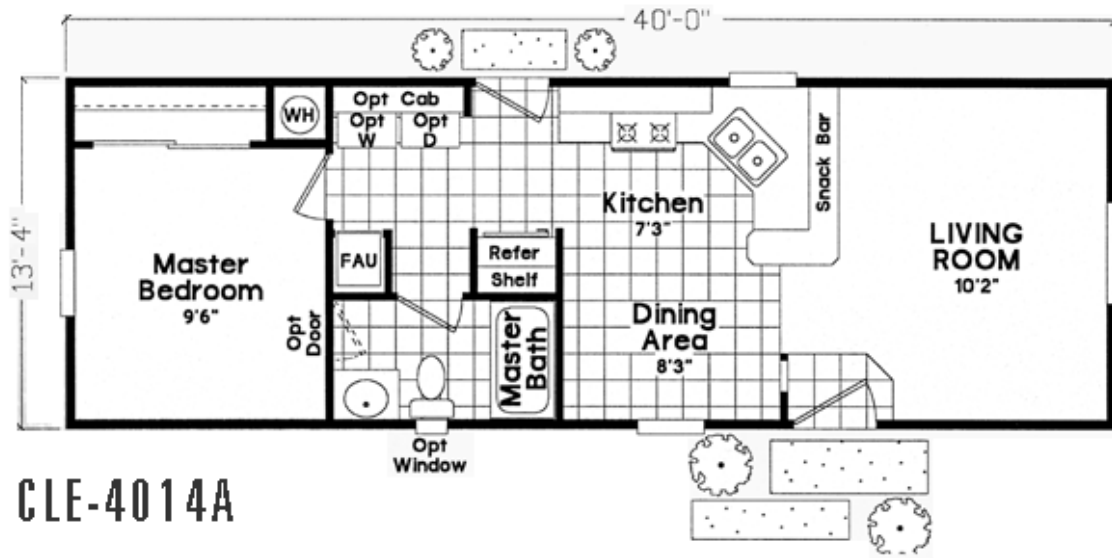 40'-0"
13'-4"
WH
Opt Cab
Opt
W
Opt
D
Snack Bar
Kitchen
7'3"
LIVING
ROOM
10'2"
FAU
Refer
Shelf
Master
Bedroom
9'6"
Opt
Door
Master
Bath
Dining
Area
8'3"
Opt
Window
CLE-4014A